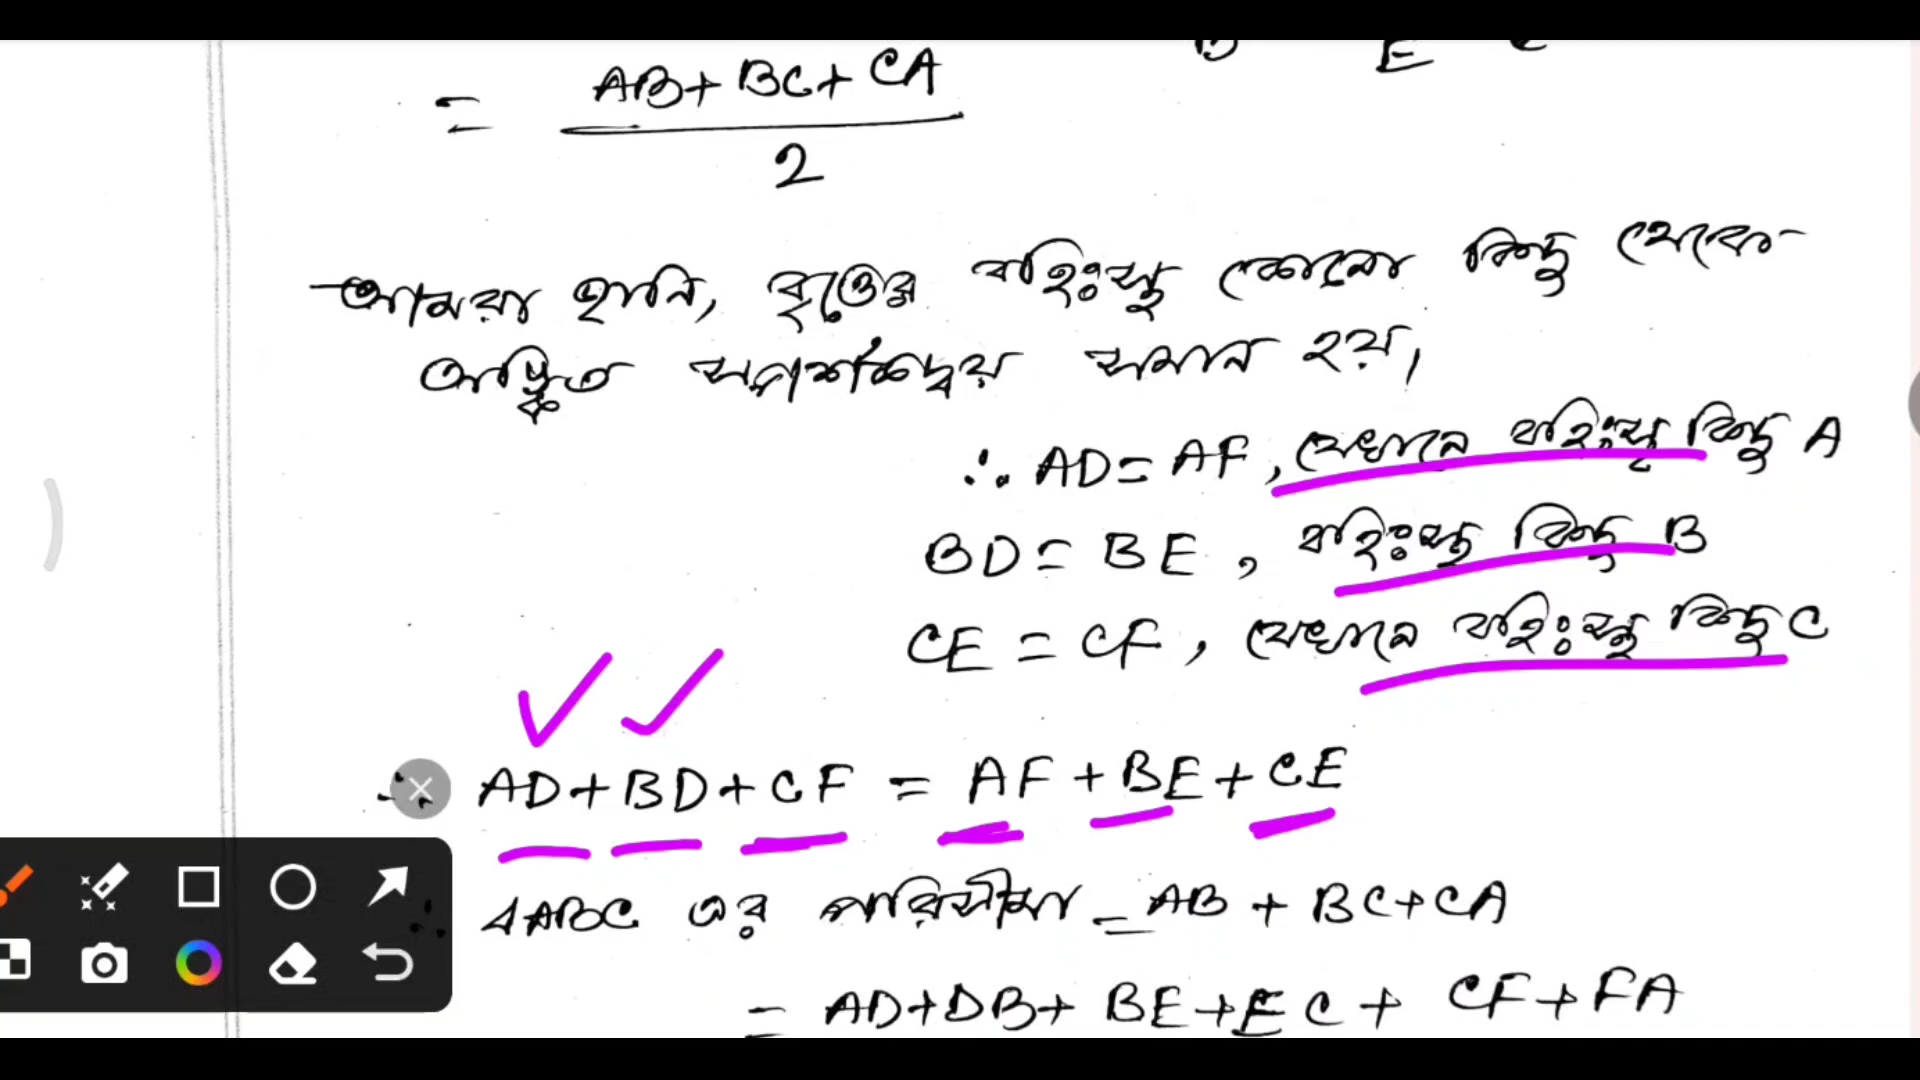 B E C
= AB + BC + CA
2
আমরা জানি, বৃত্তের বহিঃস্থ কোনো বিন্দু থেকে
অঙ্কিত স্পর্শকদ্বয় সমান হয়,
∴ AD = AF, যেখানে বহিঃস্থ বিন্দু A
BD = BE, বহিঃস্থ বিন্দু B
CE = CF, যেখানে বহিঃস্থ বিন্দু C
AD + BD + CF = AF + BE + CE
∴ △ABC এর পরিসীমা = AB + BC + CA
= AD + DB + BE + EC + CF + FA